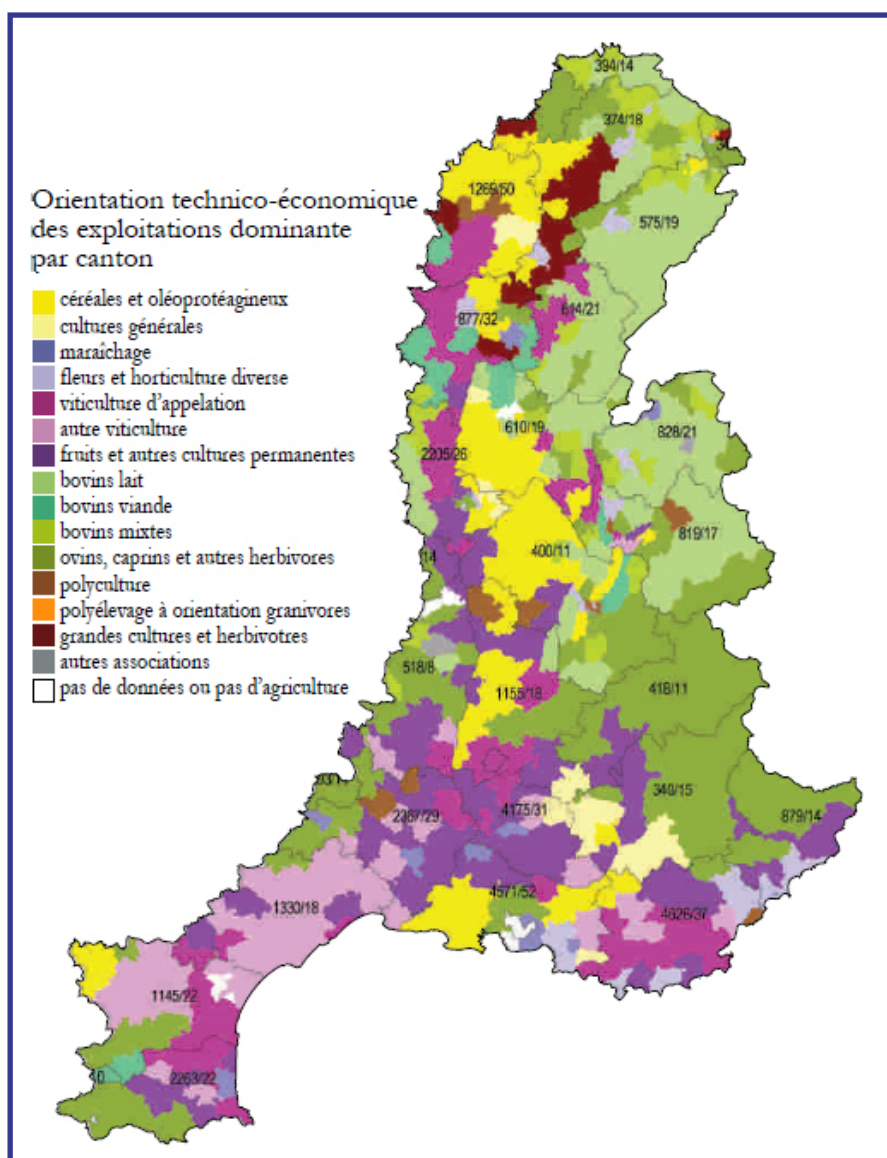 Orientation technico-économique
des exploitations dominante
par canton
céréales et oléoprotéagineux
cultures générales
maraîchage
fleurs et horticulture diverse
viticulture d'appelation
autre viticulture
fruits et autres cultures permanentes
bovins lait
bovins viande
bovins mixtes
ovins, caprins et autres herbivores
polyculture
polyélevage à orientation granivores
grandes cultures et herbivotres
autres associations
pas de données ou pas d'agriculture
394/14
374/18
34
1265/50
575/19
614/21
877/32
610/19
828/21
2205/26
819/17
400/11
/14
518/8
1155/18
418/11
340/15
879/14
2367/29
4175/31
4571/52
1330/18
4026/37
1145/22
2263/22